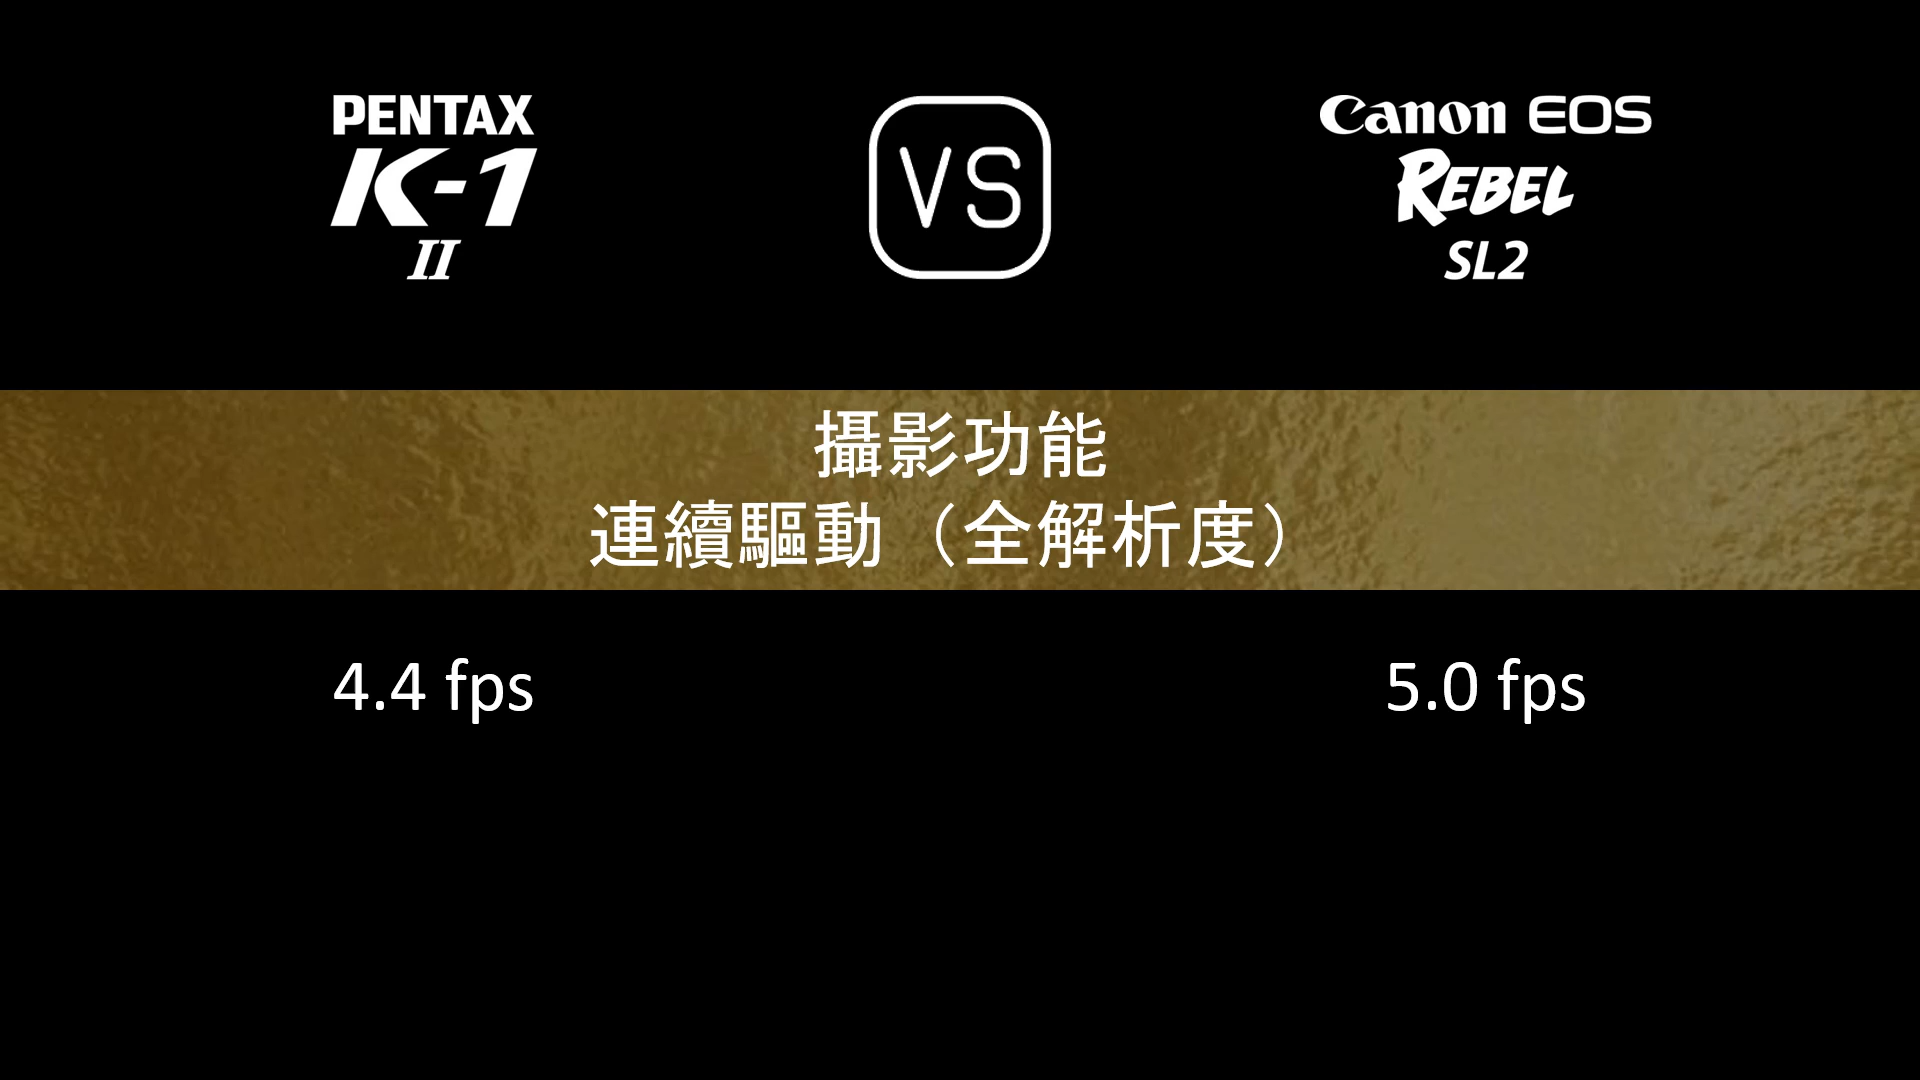 PENTAX
K-1
II
VS
Canon EOS
REBEL
SL2
攝影功能
連續驅動（全解析度）
4.4 fps
5.0 fps